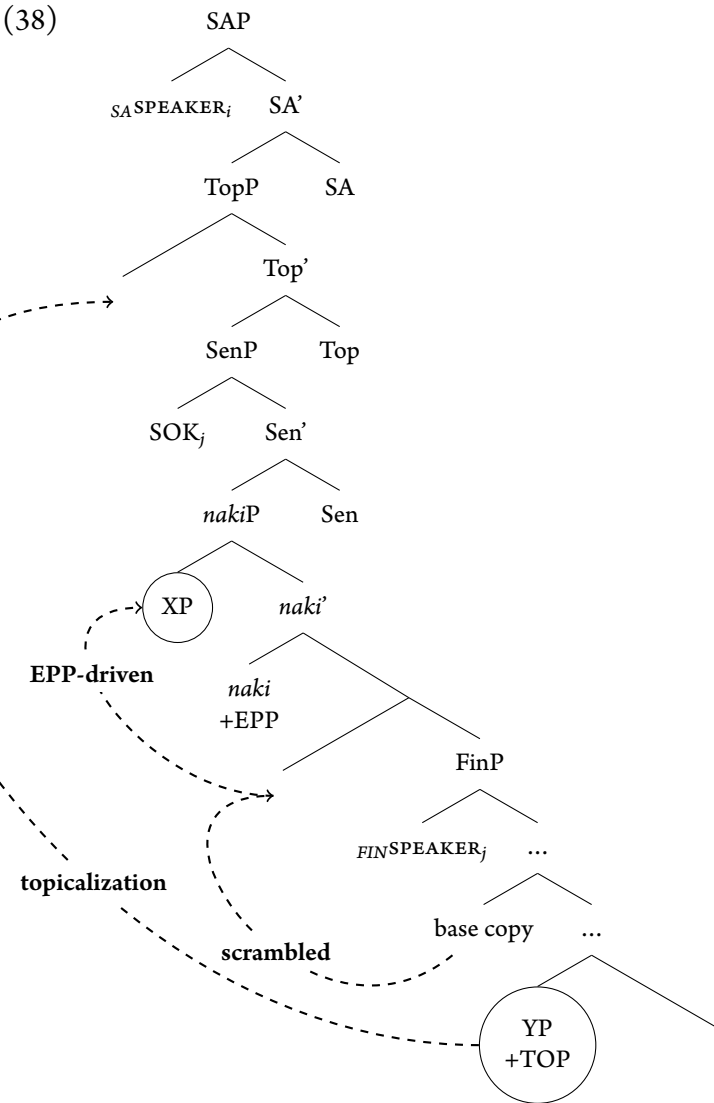 (38)
SAP
SASPEAKERi SA’
TopP SA
Top’
SenP Top
SOKj Sen’
nakiP Sen
XP naki’
EPP-driven
naki
+EPP
FinP
FINSPEAKERj ...
topicalization
base copy ...
scrambled
YP
+TOP